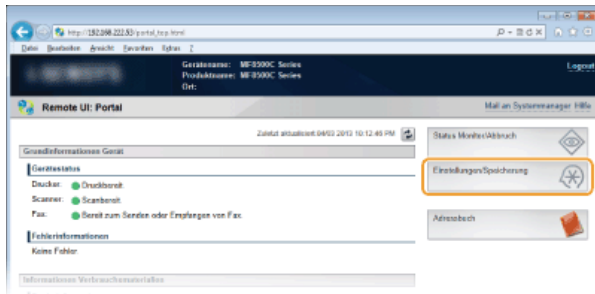 http://192.168.222.53/portal_top.html
Datei Bearbeiten Ansicht Favoriten Extras ?
Gerätename: MF8500C Series
Produktname: MF8500C Series
Ort:
Logout
Remote UI: Portal
Mail an Systemmanager Hilfe
Zuletzt aktualisiert:04/03 2013 10:12:46 PM
Grundinformationen Gerät
Gerätestatus
Drucker: Druckbereit.
Scanner: Scanbereit.
Fax: Bereit zum Senden oder Empfangen von Fax.
Fehlerinformationen
Keine Fehler.
Informationen Verbrauchsmaterialien
Status Monitor/Abbruch
Einstellungen/Speicherung
Adressbuch